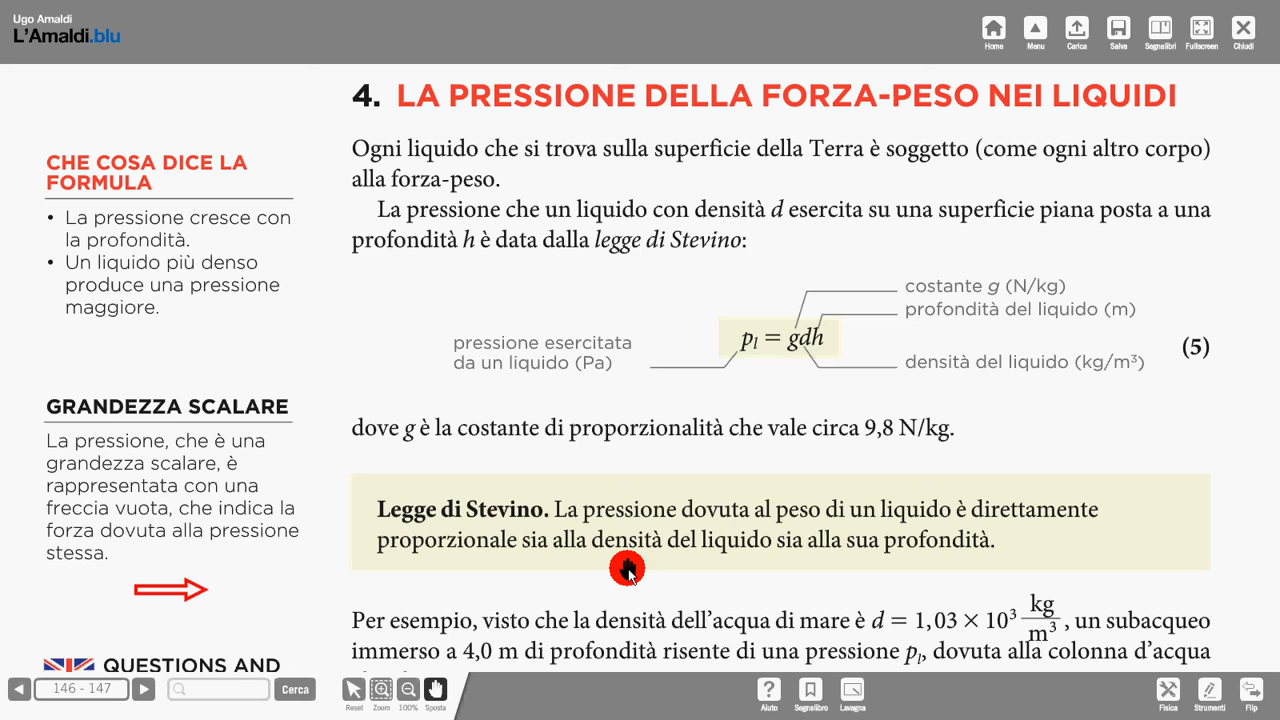 Ugo Amaldi
L'Amaldi.blu
Home
Menu
Carica
Salva
Segnalibri
Fullscreen
Chiudi
4. LA PRESSIONE DELLA FORZA-PESO NEI LIQUIDI
Ogni liquido che si trova sulla superficie della Terra è soggetto (come ogni altro corpo)
alla forza-peso.
La pressione che un liquido con densità d esercita su una superficie piana posta a una
profondità h è data dalla legge di Stevino:
CHE COSA DICE LA
FORMULA
• La pressione cresce con
la profondità.
• Un liquido più denso
produce una pressione
maggiore.
costante g (N/kg)
profondità del liquido (m)
pₗ = gdh
pressione esercitata
da un liquido (Pa)
densità del liquido (kg/m³)
(5)
dove g è la costante di proporzionalità che vale circa 9,8 N/kg.
GRANDEZZA SCALARE
La pressione, che è una
grandezza scalare, è
rappresentata con una
freccia vuota, che indica la
forza dovuta alla pressione
stessa.
Legge di Stevino. La pressione dovuta al peso di un liquido è direttamente
proporzionale sia alla densità del liquido sia alla sua profondità.
Per esempio, visto che la densità dell'acqua di mare è d = 1,03 × 10³ kg/m³, un subacqueo
immerso a 4,0 m di profondità risente di una pressione pₗ, dovuta alla colonna d'acqua
QUESTIONS AND
146 - 147
Cerca
Reset
Zoom
100%
Sposta
Aiuto
Segnalibro
Lavagna
Fisica
Strumenti
Flip